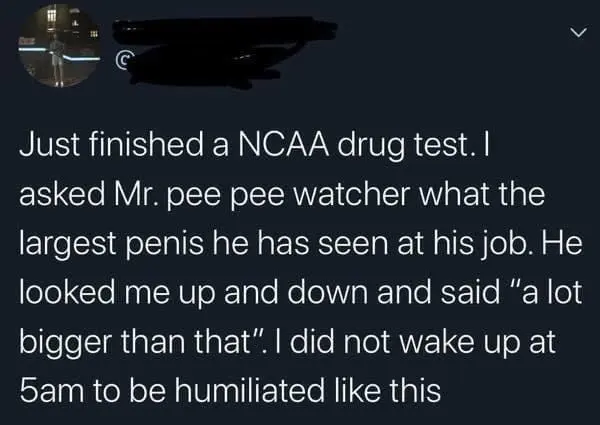 Just finished a NCAA drug test. I
asked Mr. pee pee watcher what the
largest penis he has seen at his job. He
looked me up and down and said “a lot
bigger than that”. I did not wake up at
5am to be humiliated like this